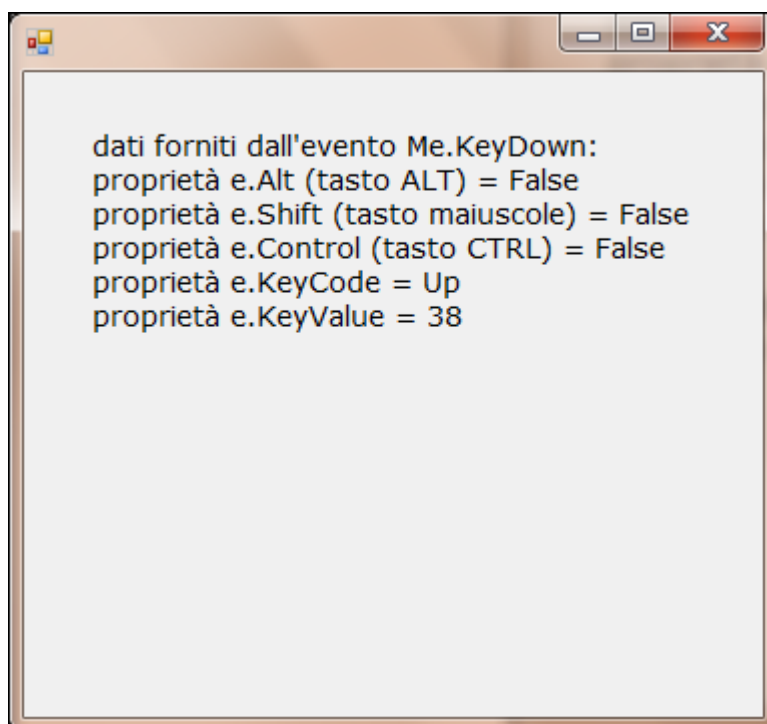 dati forniti dall'evento Me.KeyDown:
proprietà e.Alt (tasto ALT) = False
proprietà e.Shift (tasto maiuscole) = False
proprietà e.Control (tasto CTRL) = False
proprietà e.KeyCode = Up
proprietà e.KeyValue = 38